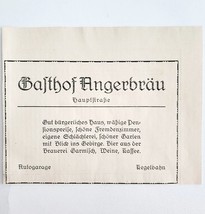 Gasthof Angerbräu
Hauptstraße
Gut bürgerliches Haus, mäßige Pen-
sionspreise, schöne Fremdenzimmer,
eigene Schlächterei, schöner Garten
mit Blick ins Gebirge. Bier aus der
Brauerei Garmisch, Weine, Kaffee.
Autogarage Kegelbahn